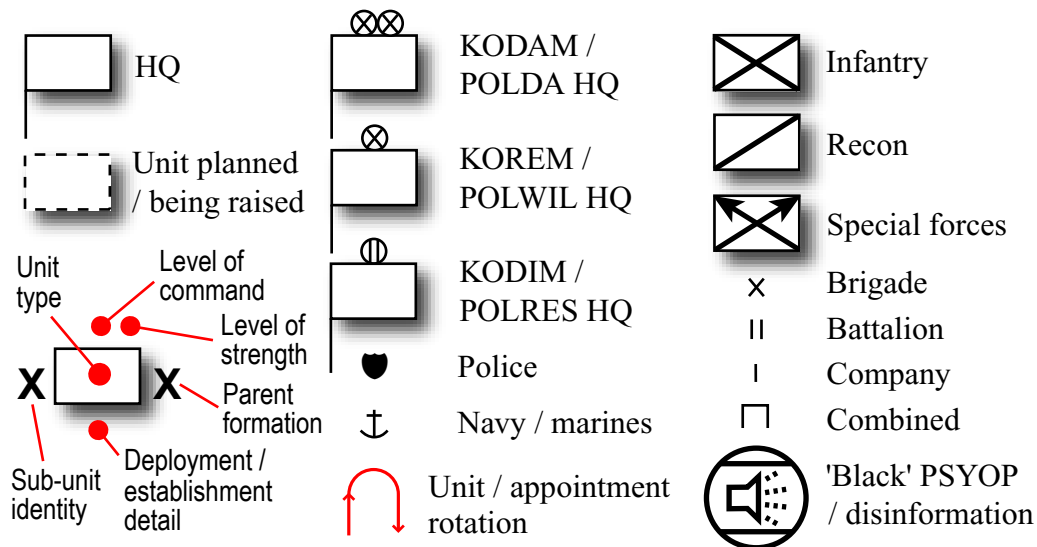 HQ
Unit planned
/ being raised
Unit
type
Level of
command
Level of
strength
X
X
Parent
formation
Sub-unit
identity
Deployment /
establishment
detail
KODAM /
POLDA HQ
KOREM /
POLWIL HQ
KODIM /
POLRES HQ
Police
Navy / marines
Unit / appointment
rotation
Infantry
Recon
Special forces
x Brigade
II Battalion
I Company
Combined
'Black' PSYOP
/ disinformation